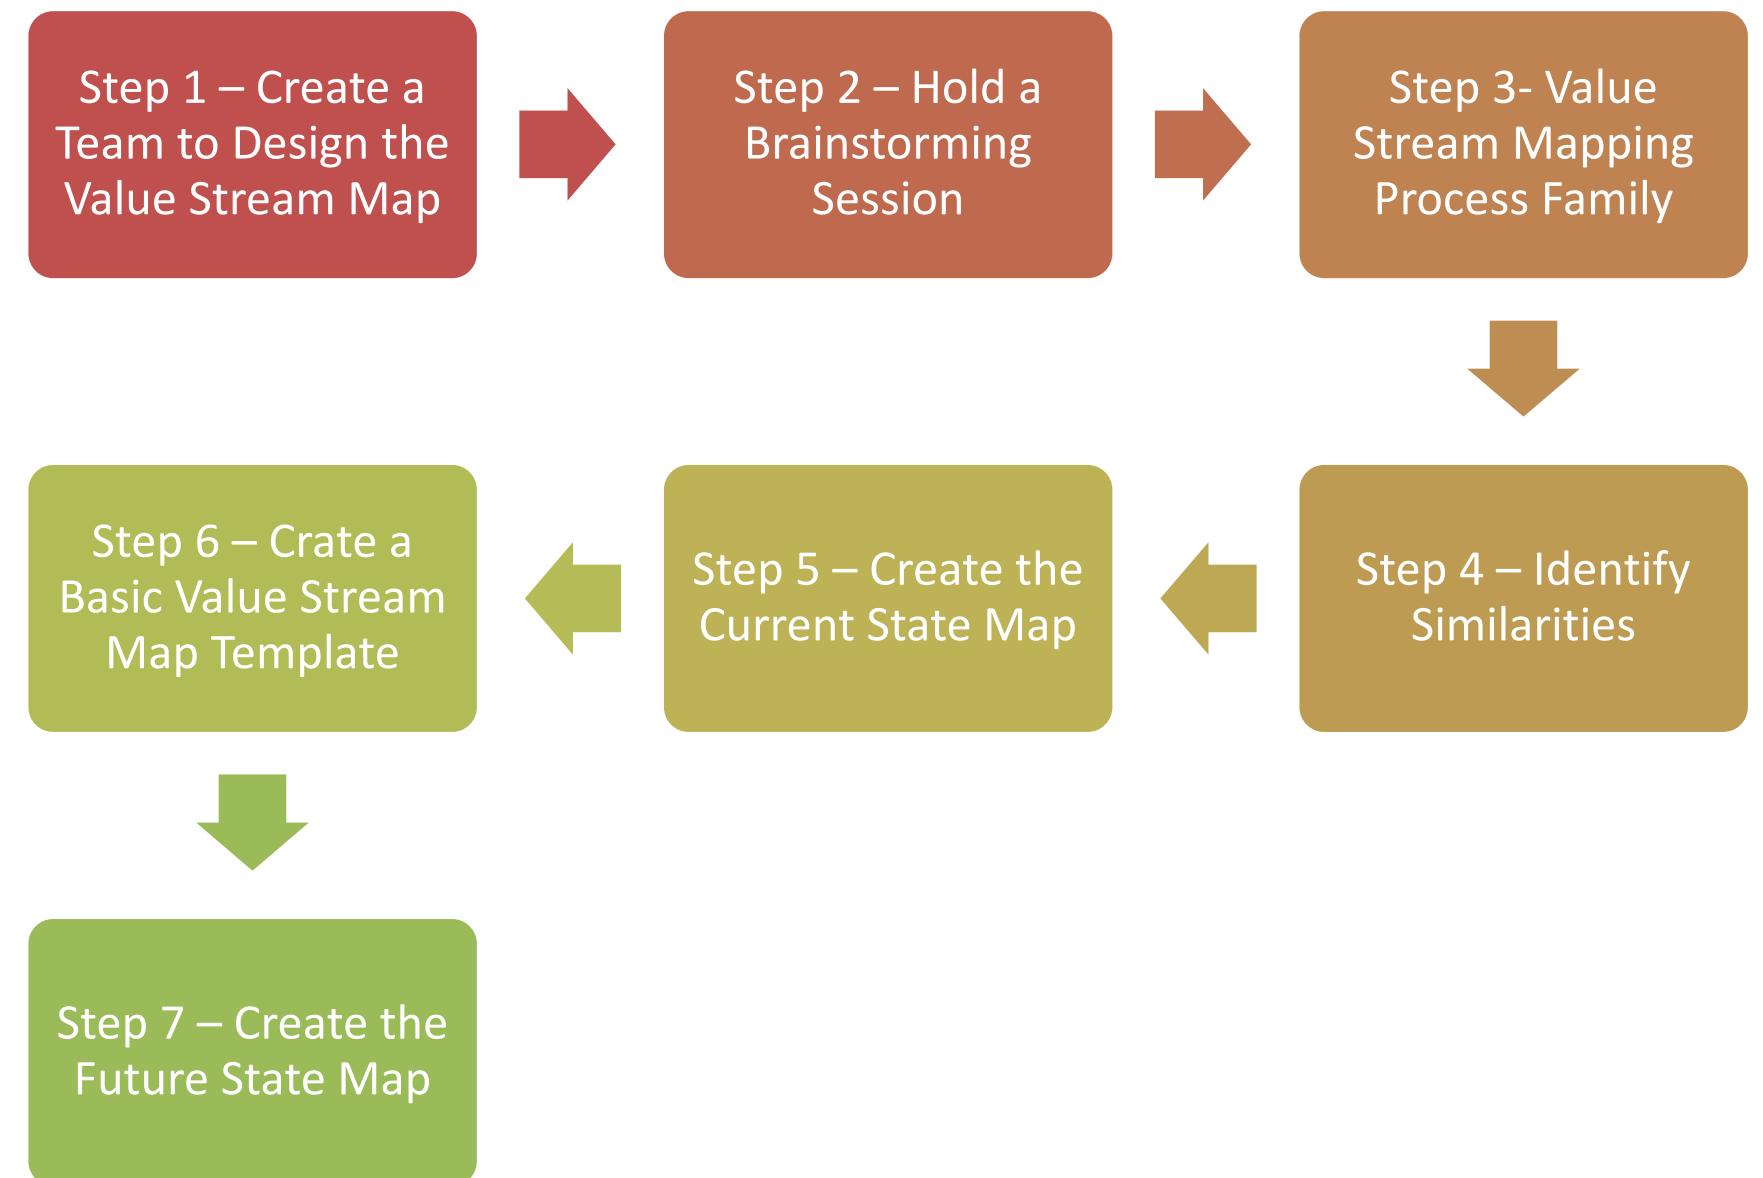 Step 1 – Create a
Team to Design the
Value Stream Map
Step 2 – Hold a
Brainstorming
Session
Step 3- Value
Stream Mapping
Process Family
Step 4 – Identify
Similarities
Step 5 – Create the
Current State Map
Step 6 – Crate a
Basic Value Stream
Map Template
Step 7 – Create the
Future State Map